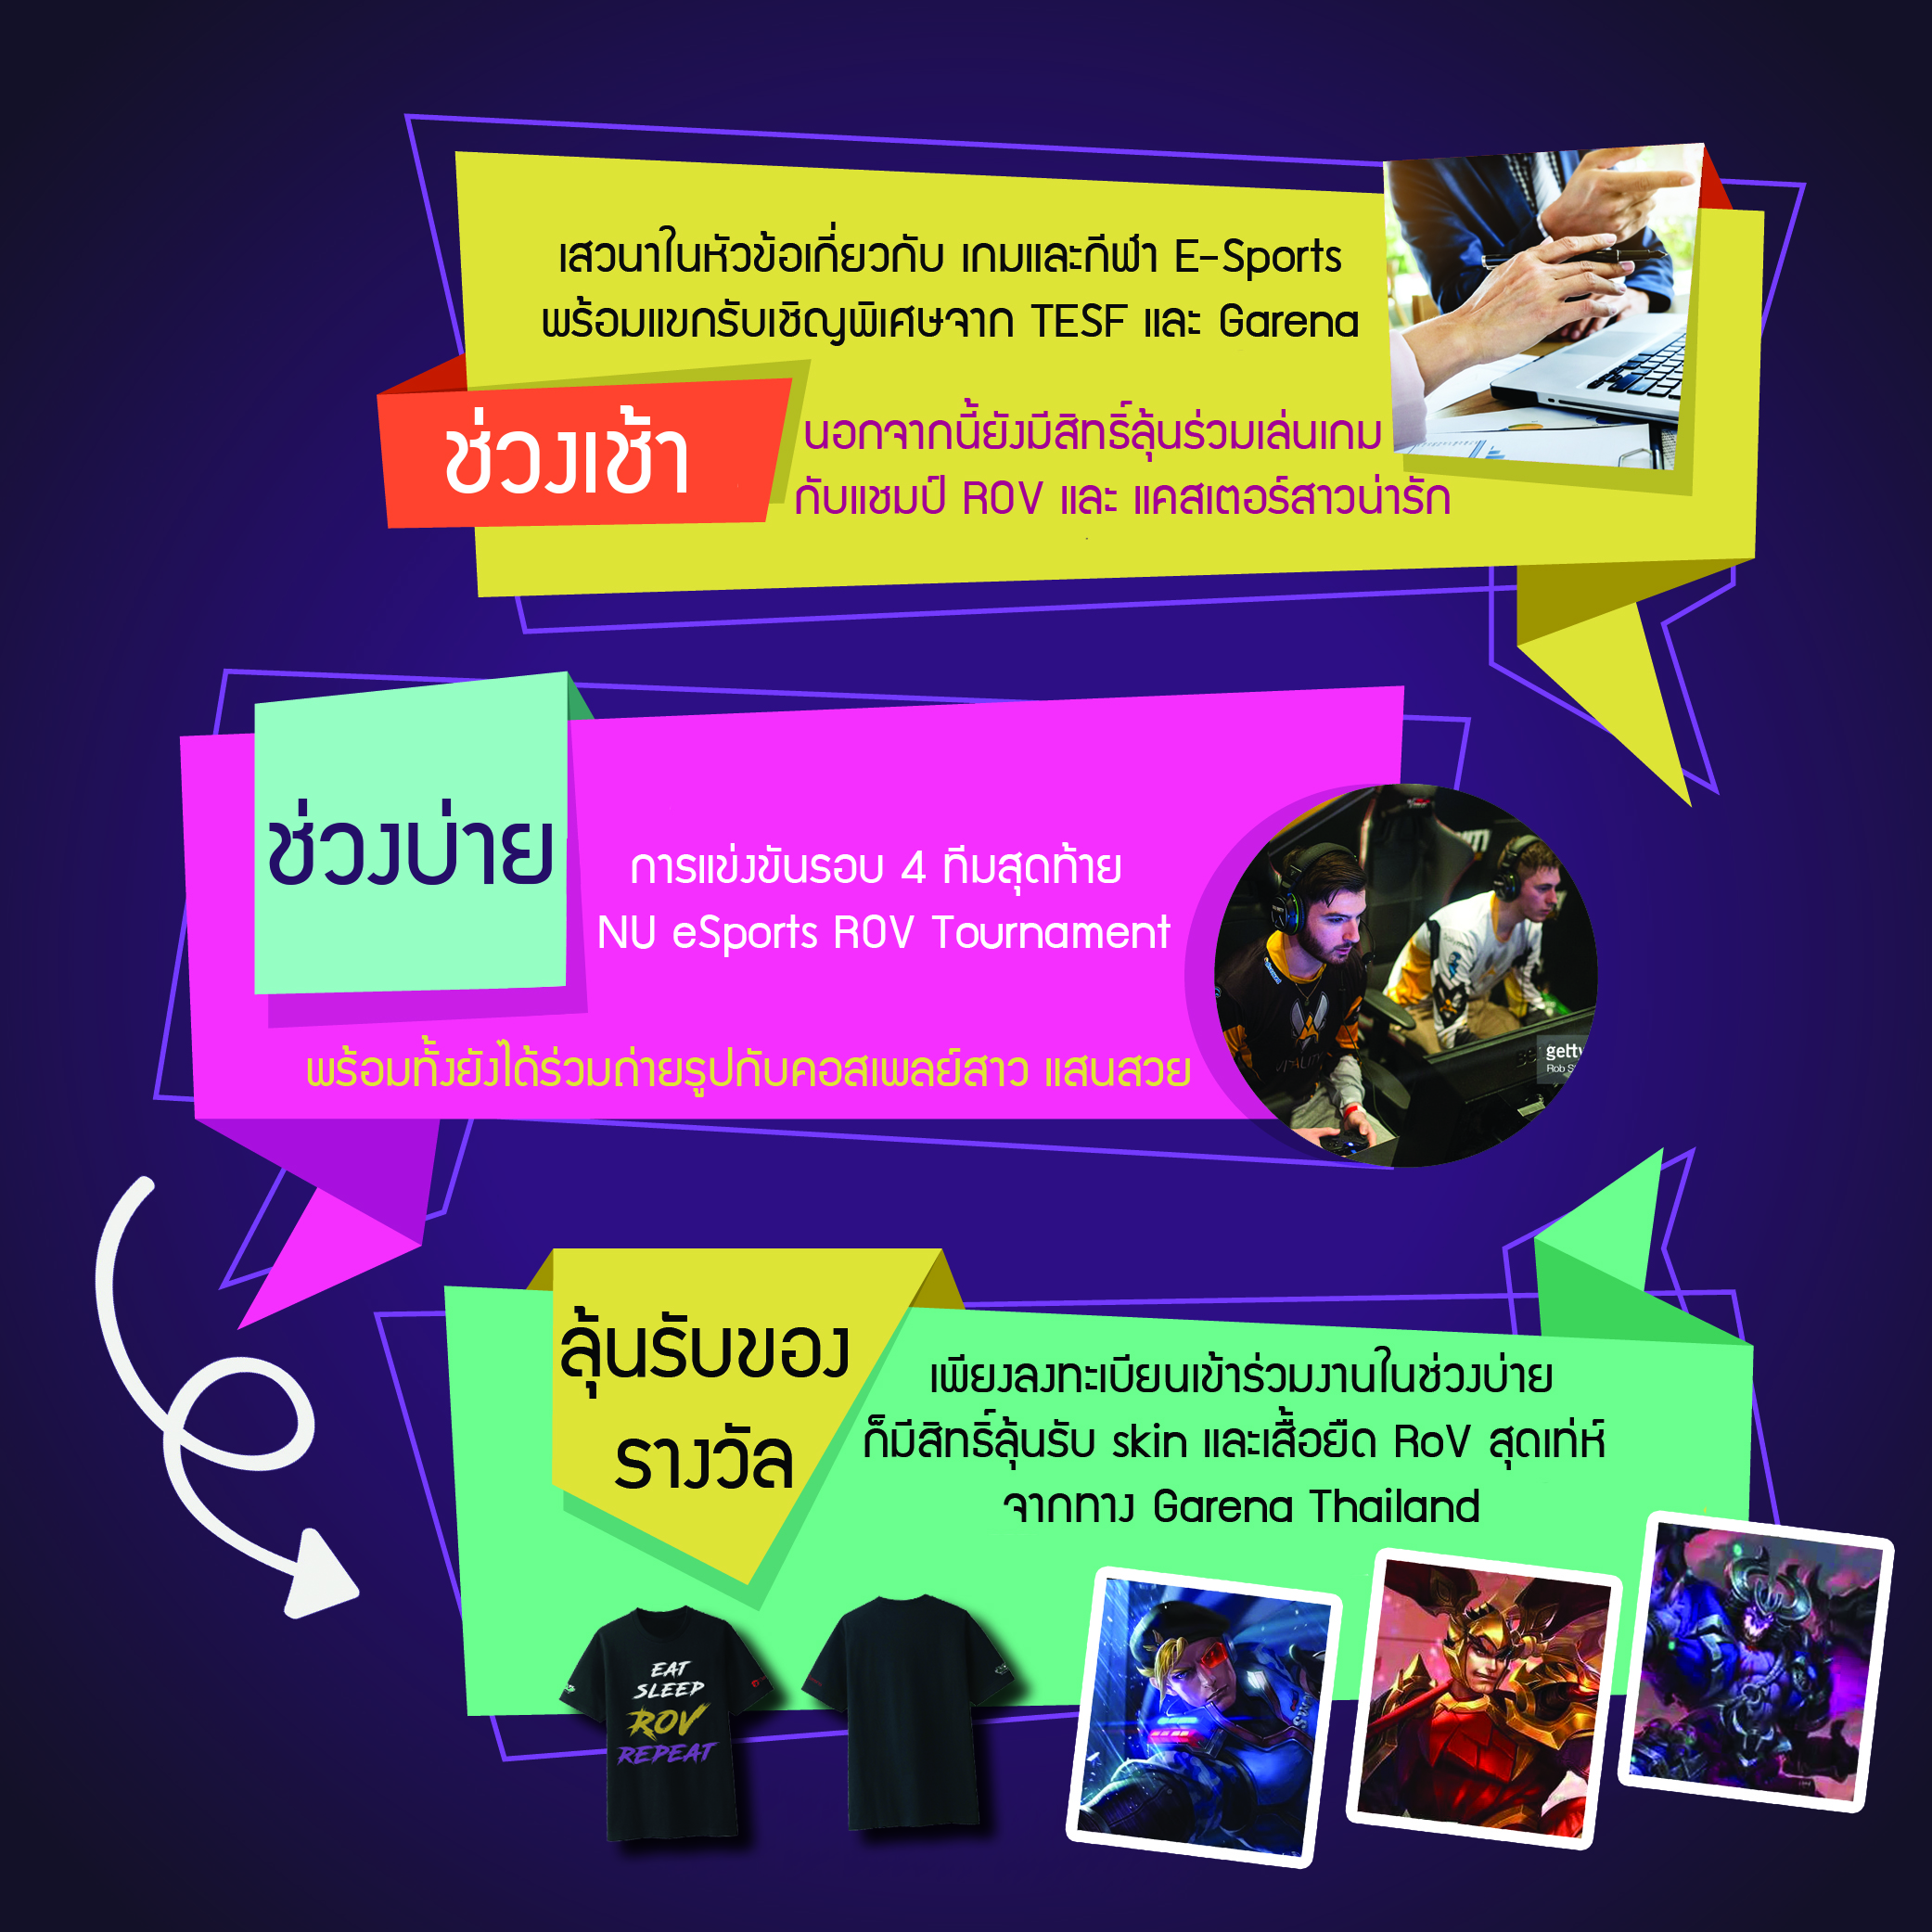 เสวนาในหัวข้อเกี่ยวกับ เกมและกีฬา E-Sports
พร้อมแขกรับเชิญพิเศษจาก TESF และ Garena
ช่วงเช้า
นอกจากนี้ยังมีสิทธิ์ลุ้นร่วมเล่นเกม
กับแชมป์ ROV และ แคสเตอร์สาวน่ารัก
ช่วงบ่าย
การแข่งขันรอบ 4 ทีมสุดท้าย
NU eSports ROV Tournament
พร้อมทั้งยังได้ร่วมถ่ายรูปกับคอสเพลย์สาว แสนสวย
getty
Rob S
ลุ้นรับของ
รางวัล
เพียงลงทะเบียนเข้าร่วมงานในช่วงบ่าย
ก็มีสิทธิ์ลุ้นรับ skin และเสื้อยืด RoV สุดเท่ห์
จากทาง Garena Thailand
EAT
SLEEP
ROV
REPEAT